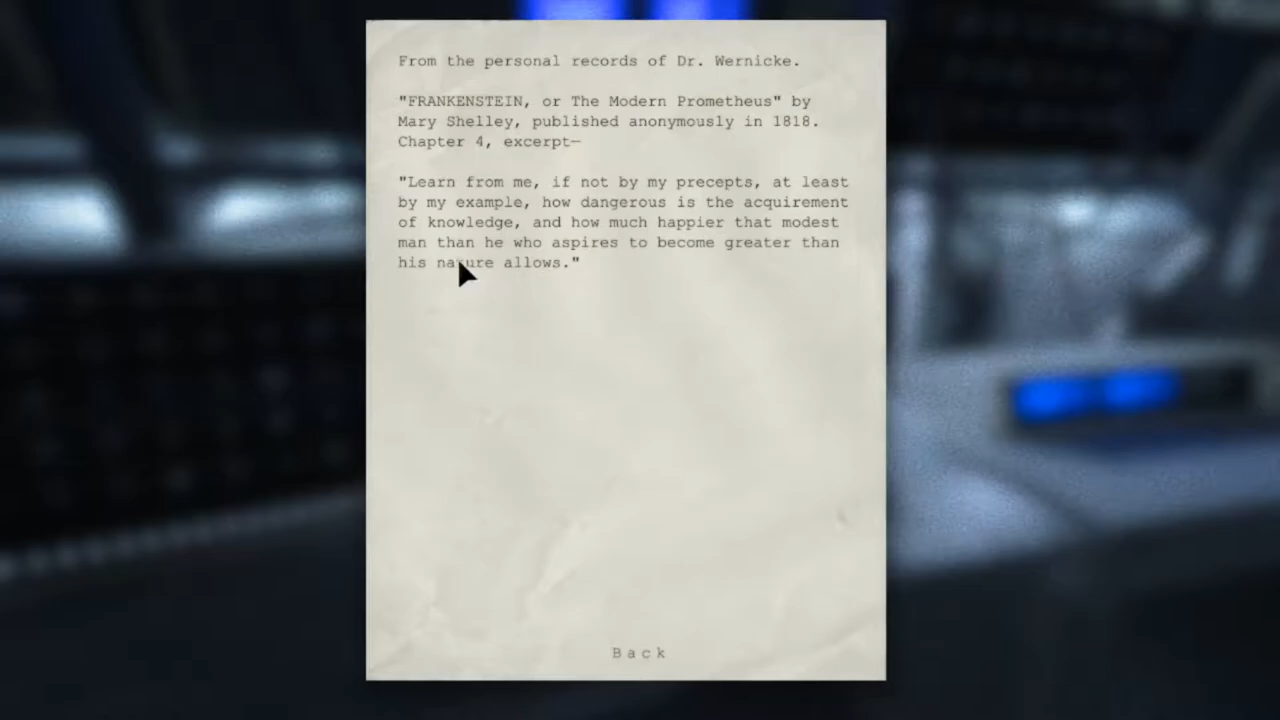 From the personal records of Dr. Wernicke.
"FRANKENSTEIN, or The Modern Prometheus" by
Mary Shelley, published anonymously in 1818.
Chapter 4, excerpt—
"Learn from me, if not by my precepts, at least
by my example, how dangerous is the acquirement
of knowledge, and how much happier that modest
man than he who aspires to become greater than
his nature allows."
Back